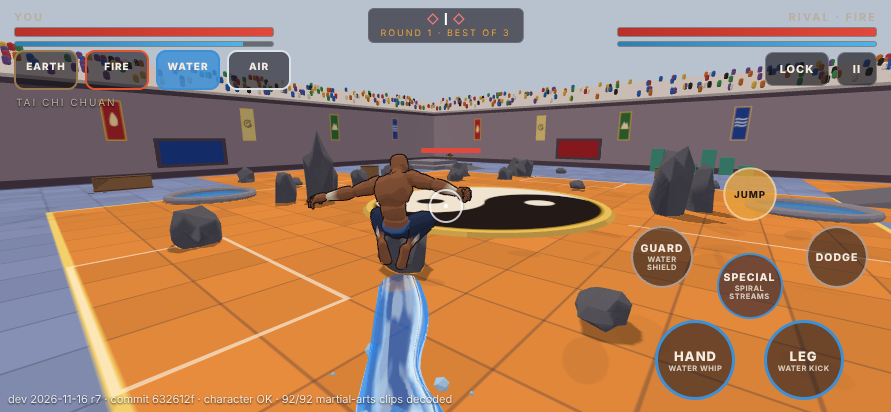 YOU
ROUND 1 · BEST OF 3
RIVAL · FIRE
EARTH
FIRE
WATER
AIR
LOCK
TAI CHI CHUAN
JUMP
GUARD
WATER
SHIELD
SPECIAL
SPIRAL
STREAMS
DODGE
HAND
WATER WHIP
LEG
WATER KICK
dev 2026-11-16 r7 · commit 632612f · character OK · 92/92 martial-arts clips decoded